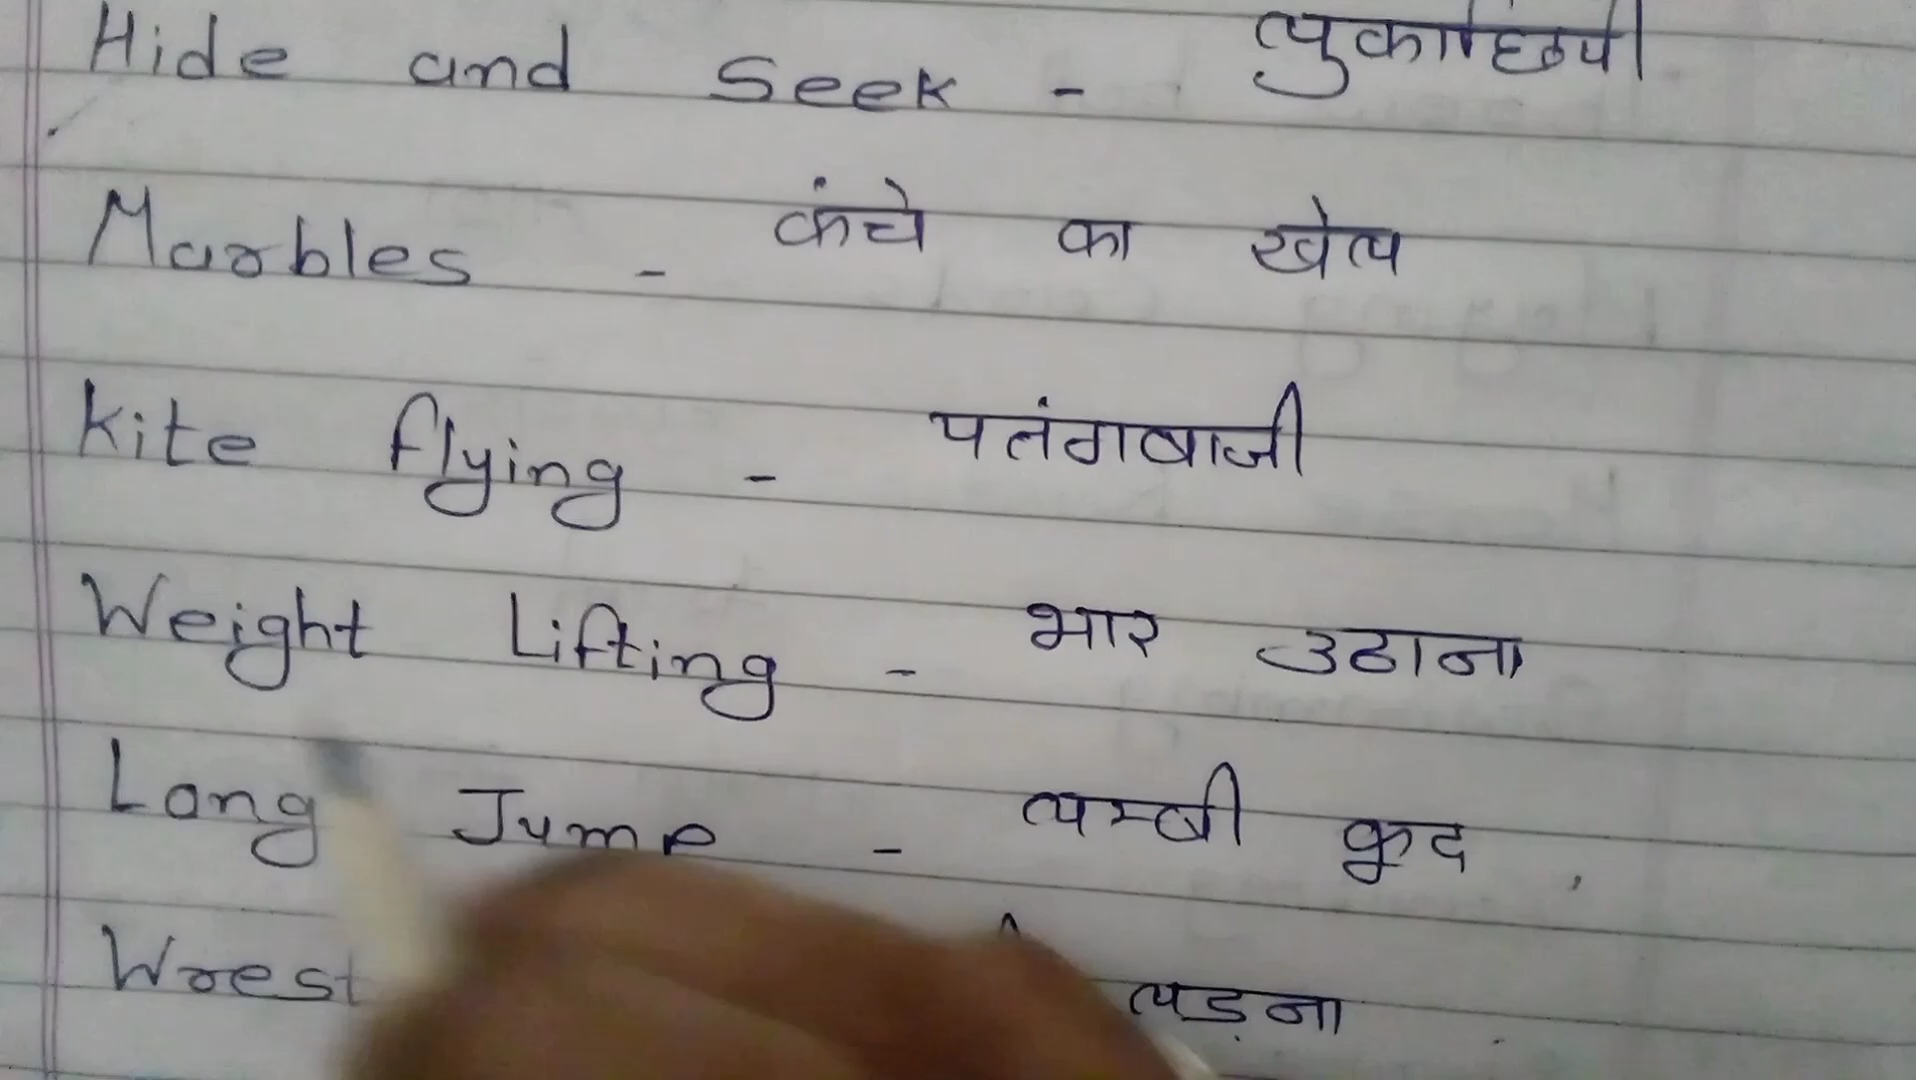 Hide and Seek - लुकाछिपी
Marbles - कंचे का खेल
Kite flying - पतंगबाजी
Weight Lifting - भार उठाना
Long Jump - लम्बी कूद
लड़ना